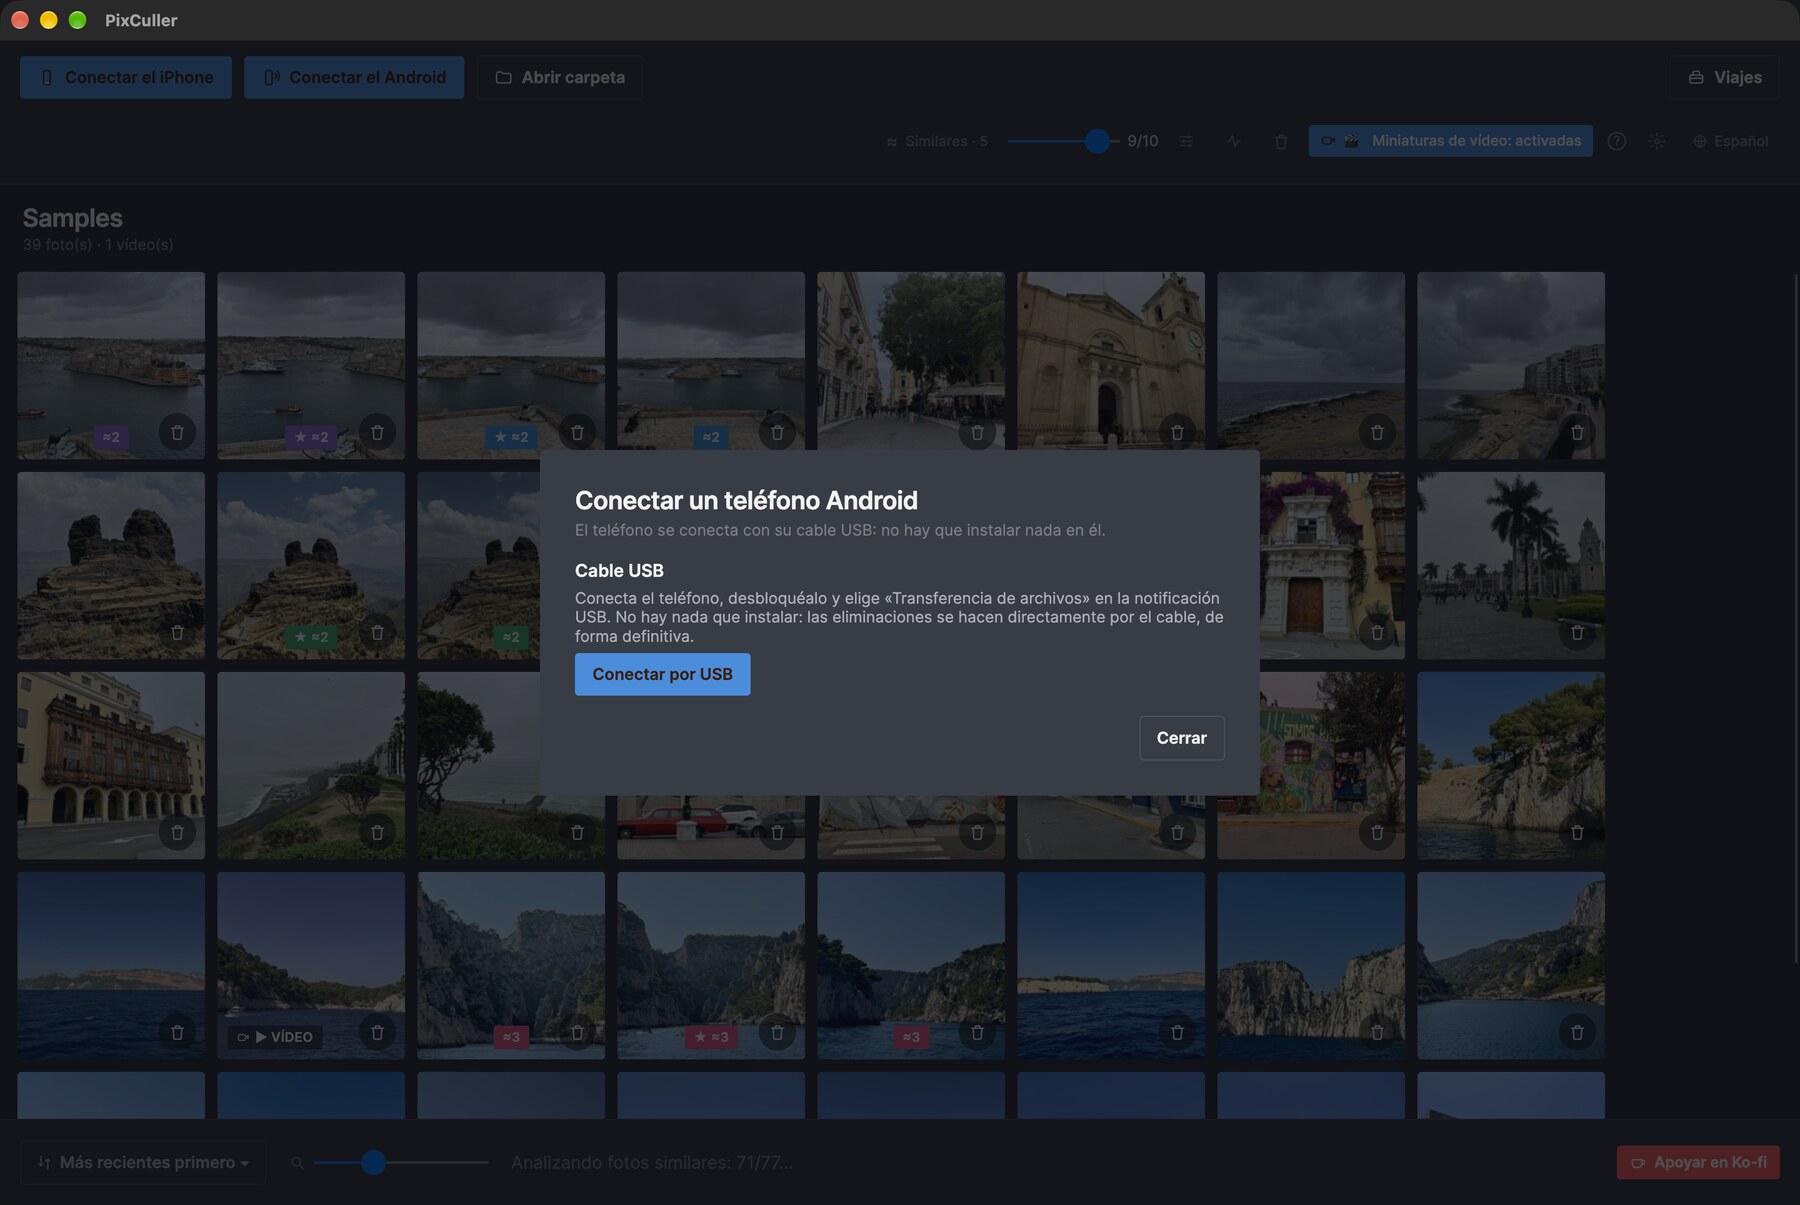 PixCuller
Conectar el iPhone
Conectar el Android
Abrir carpeta
Viajes
≈ Similares · 5
9/10
Miniaturas de vídeo: activadas
Español
Samples
39 foto(s) · 1 vídeo(s)
≈2
★ ≈2
★ ≈2
≈2
★ ≈2
≈2
Conectar un teléfono Android
El teléfono se conecta con su cable USB: no hay que instalar nada en él.
Cable USB
Conecta el teléfono, desbloquéalo y elige «Transferencia de archivos» en la notificación
USB. No hay nada que instalar: las eliminaciones se hacen directamente por el cable, de
forma definitiva.
Conectar por USB
Cerrar
SOMOS
▶ VÍDEO
≈3
★ ≈3
≈3
Más recientes primero
Analizando fotos similares: 71/77...
Apoyar en Ko-fi